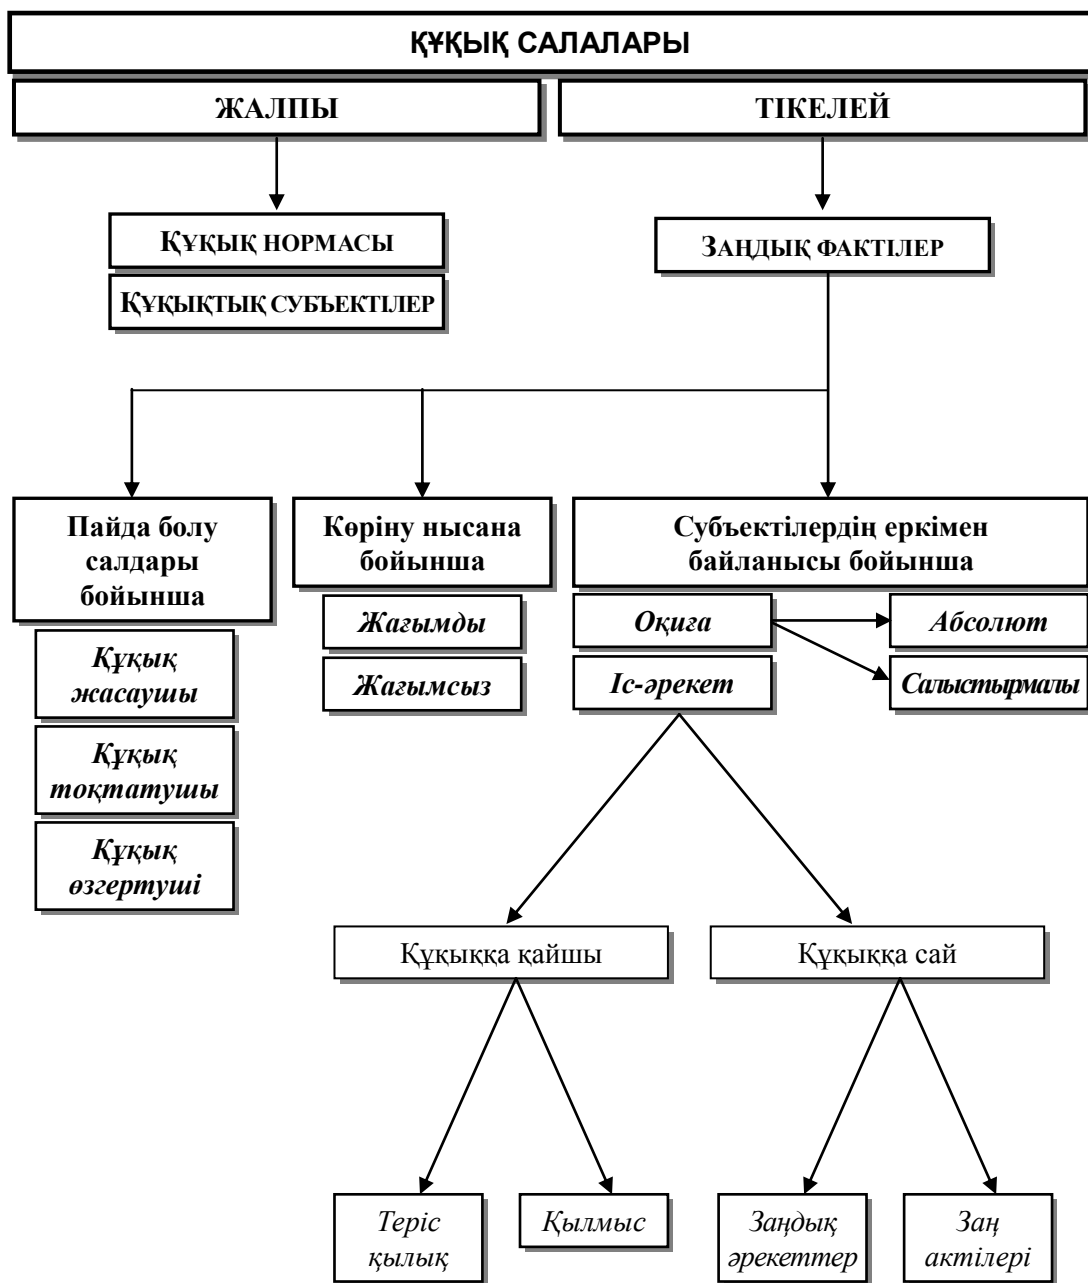 ҚҰҚЫҚ САЛАЛАРЫ
ЖАЛПЫ
ТІКЕЛЕЙ
ҚҰҚЫҚ НОРМАСЫ
ҚҰҚЫҚТЫҚ СУБЪЕКТІЛЕР
ЗАҢДЫҚ ФАКТІЛЕР
Пайда болу
салдары
бойынша
Құқық
жасаушы
Құқық
тоқтатушы
Құқық
өзгертуші
Көріну нысана
бойынша
Жағымды
Жағымсыз
Субъектілердің еркімен
байланысы бойынша
Оқиға
Абсолют
Іс-әрекет
Салыстырмалы
Құқыққа қайшы
Құқыққа сай
Теріс
қылық
Қылмыс
Заңдық
әрекеттер
Заң
актілері